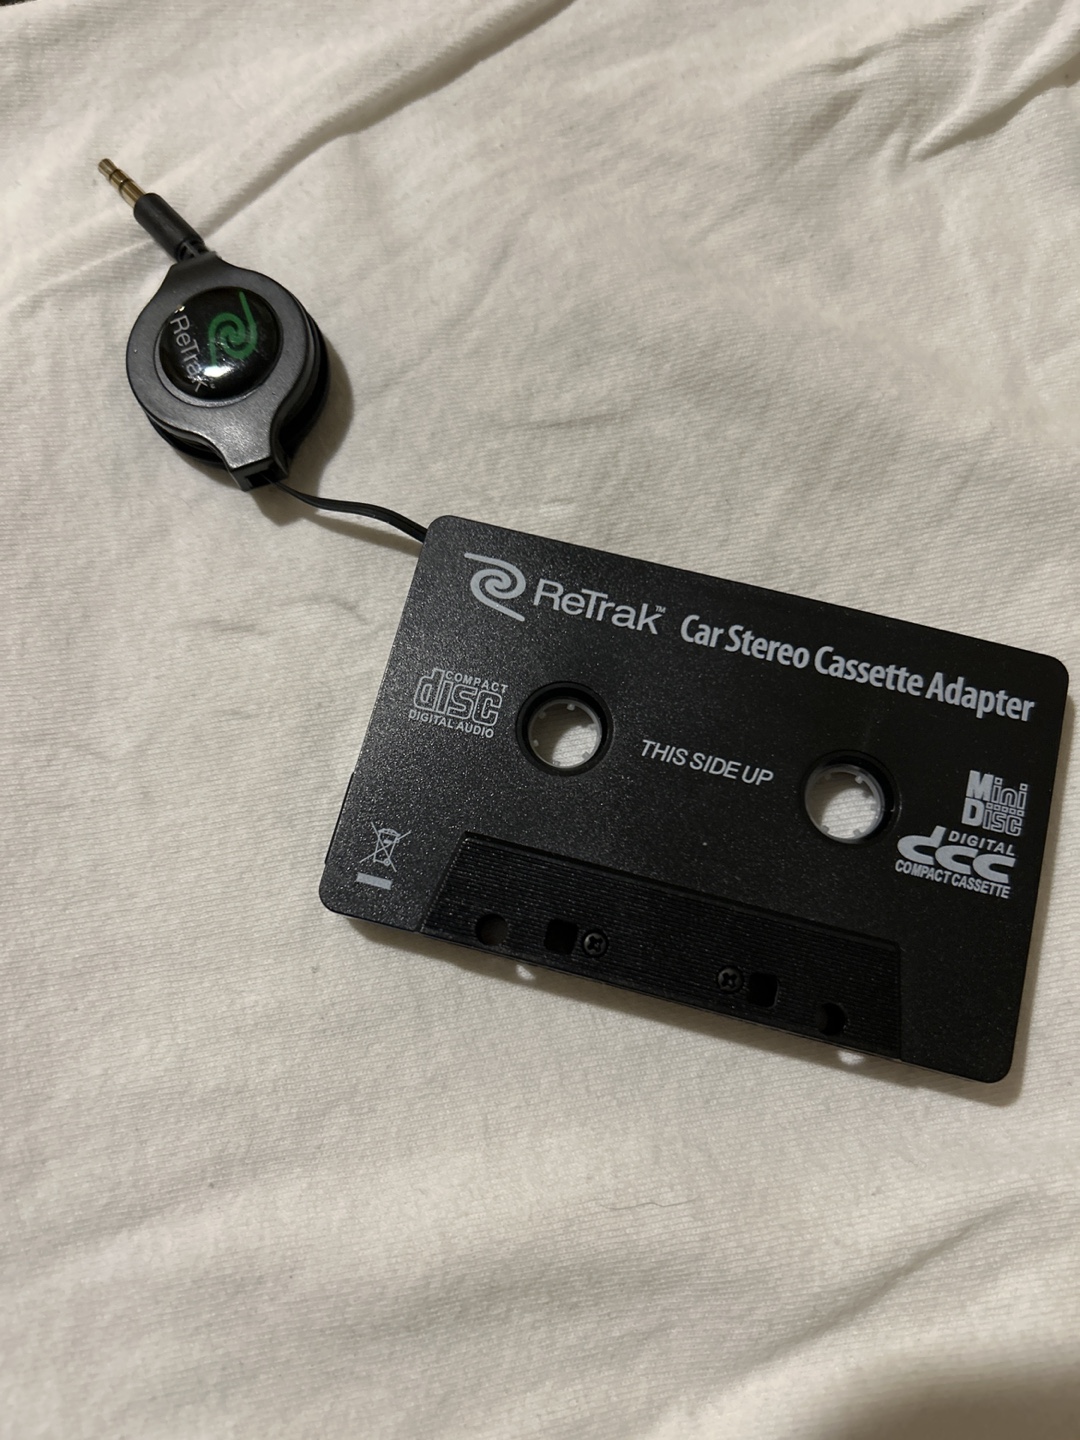 ReTrak
ReTrak™ Car Stereo Cassette Adapter
COMPACT
disc
DIGITAL AUDIO
THIS SIDE UP
Mini
Disc
DIGITAL
dcc
COMPACT CASSETTE